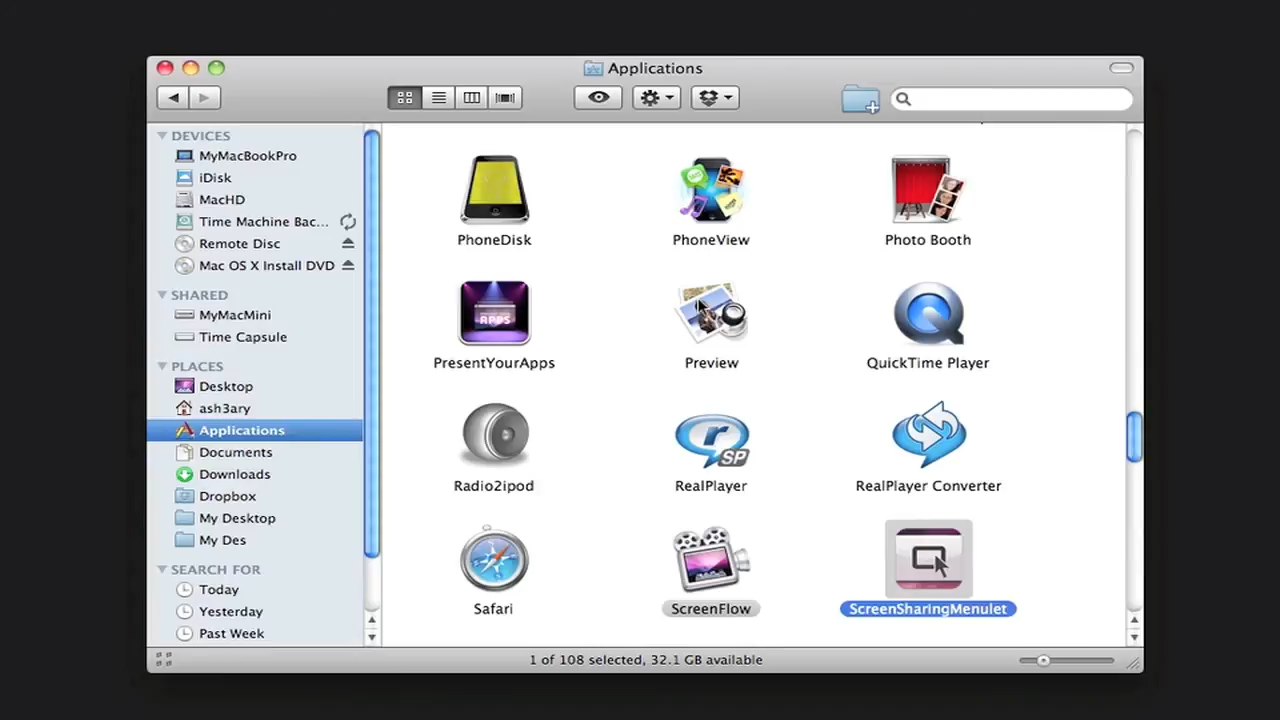 Applications
DEVICES
MyMacBookPro
iDisk
MacHD
Time Machine Bac...
Remote Disc
Mac OS X Install DVD
SHARED
MyMacMini
Time Capsule
PLACES
Desktop
ash3ary
Applications
Documents
Downloads
Dropbox
My Desktop
My Des
SEARCH FOR
Today
Yesterday
Past Week
PhoneDisk
PhoneView
Photo Booth
APPS
PresentYourApps
Preview
QuickTime Player
Radio2ipod
r SP
RealPlayer
RealPlayer Converter
Safari
ScreenFlow
ScreenSharingMenulet
1 of 108 selected, 32.1 GB available